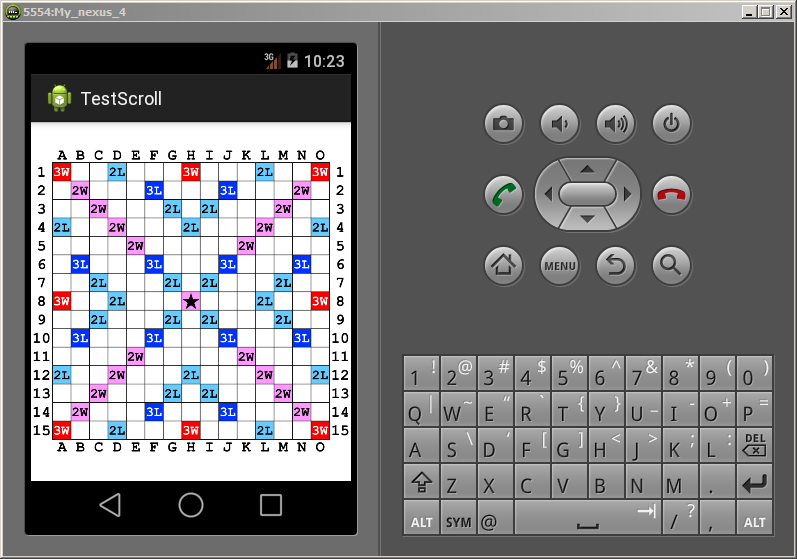 5554:My_nexus_4
3G 10:23
TestScroll
A B C D E F G H I J K L M N O
1 3W 2L 3W 2L 3W 1
2 2W 3L 3L 2W 2
3 2W 2L 2L 2W 3
4 2L 2W 2L 2W 2L 4
5 2W 2W 5
6 3L 3L 3L 3L 6
7 2L 2L 2L 2L 7
8 3W 2L ★ 2L 3W 8
9 2L 2L 2L 2L 9
10 3L 3L 3L 3L 10
11 2W 2W 11
12 2L 2W 2L 2W 2L 12
13 2W 2L 2L 2W 13
14 2W 3L 3L 2W 14
15 3W 2L 3W 2L 3W 15
A B C D E F G H I J K L M N O
MENU
1 ! 2 @ 3 # 4 $ 5 % 6 ^ 7 & 8 * 9 ( 0 )
Q | W ~ E “ R ` T { Y } U _ I - O + P =
A S \ D ‘ F [ G ] H < J > K ; L : DEL
Z X C V B N M .
ALT SYM @ / ? , ALT